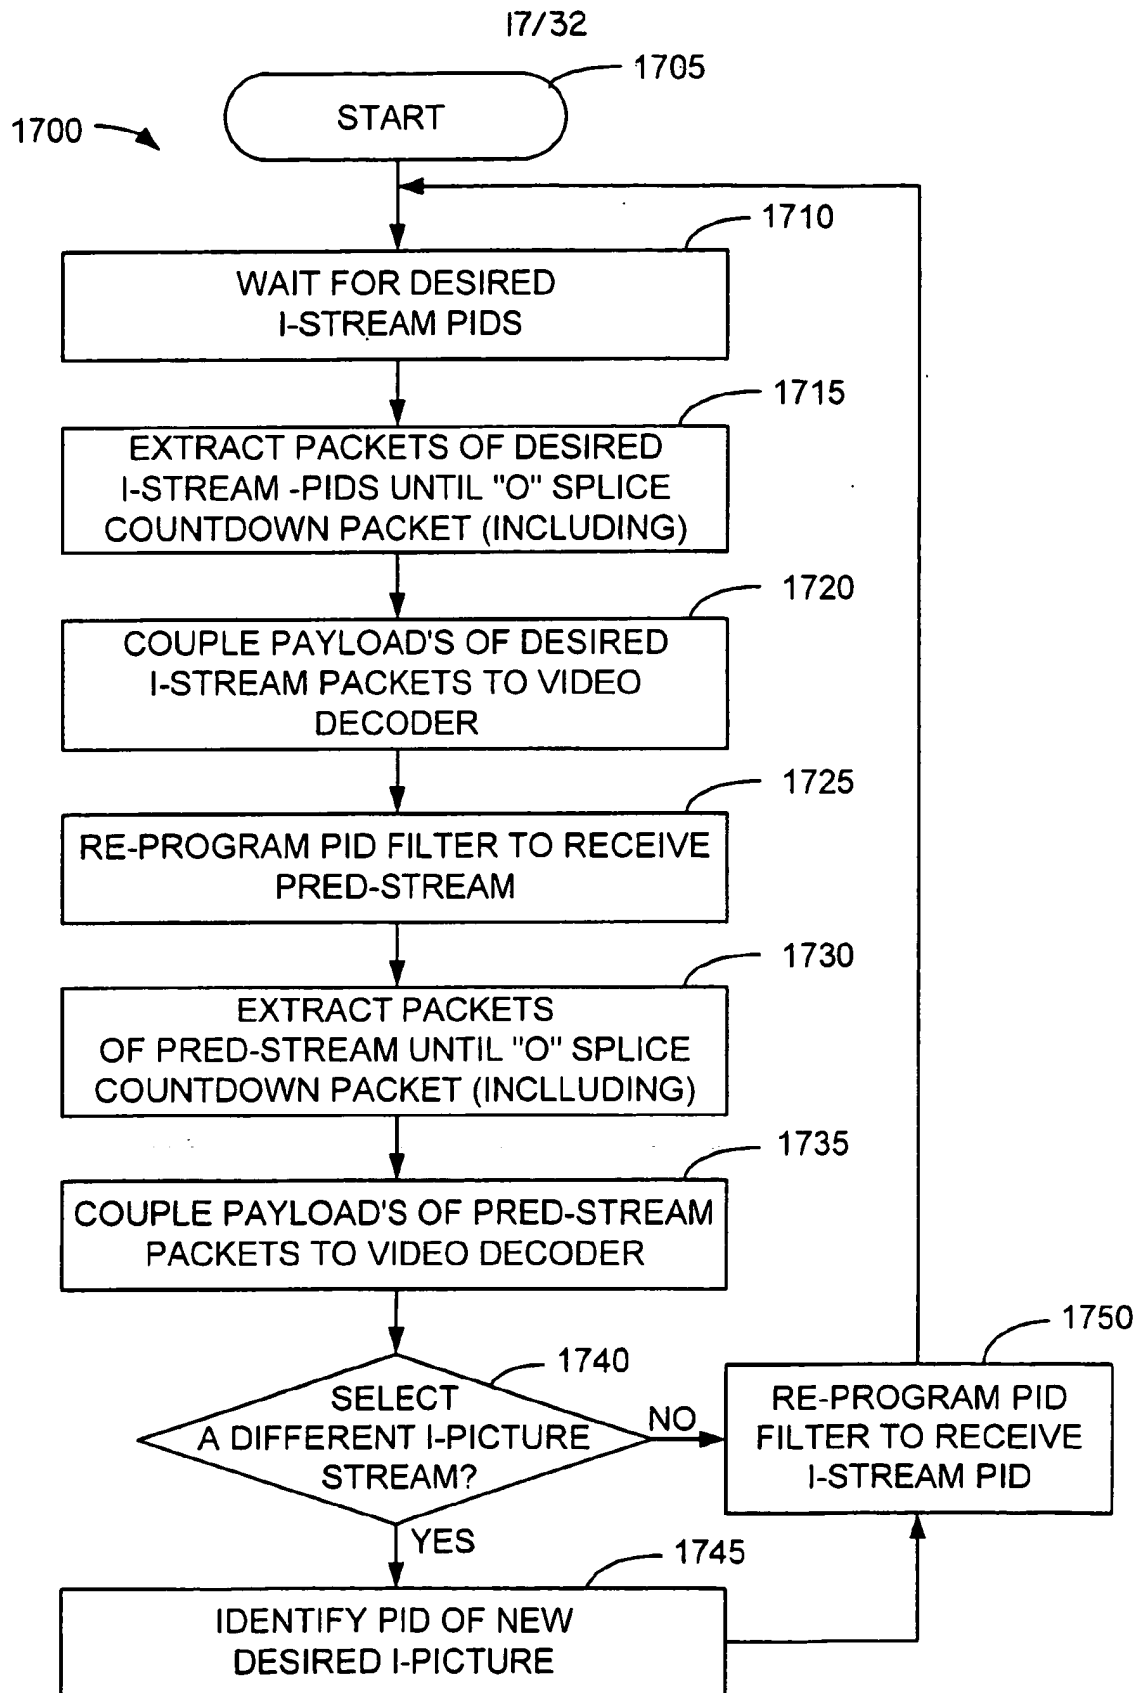 17/32
1705
START
1700
1710
WAIT FOR DESIRED
I-STREAM PIDS
1715
EXTRACT PACKETS OF DESIRED
I-STREAM -PIDS UNTIL "O" SPLICE
COUNTDOWN PACKET (INCLUDING)
1720
COUPLE PAYLOAD'S OF DESIRED
I-STREAM PACKETS TO VIDEO
DECODER
1725
RE-PROGRAM PID FILTER TO RECEIVE
PRED-STREAM
1730
EXTRACT PACKETS
OF PRED-STREAM UNTIL "O" SPLICE
COUNTDOWN PACKET (INCLLUDING)
1735
COUPLE PAYLOAD'S OF PRED-STREAM
PACKETS TO VIDEO DECODER
1740
SELECT
A DIFFERENT I-PICTURE
STREAM?
NO
YES
1750
RE-PROGRAM PID
FILTER TO RECEIVE
I-STREAM PID
1745
IDENTIFY PID OF NEW
DESIRED I-PICTURE